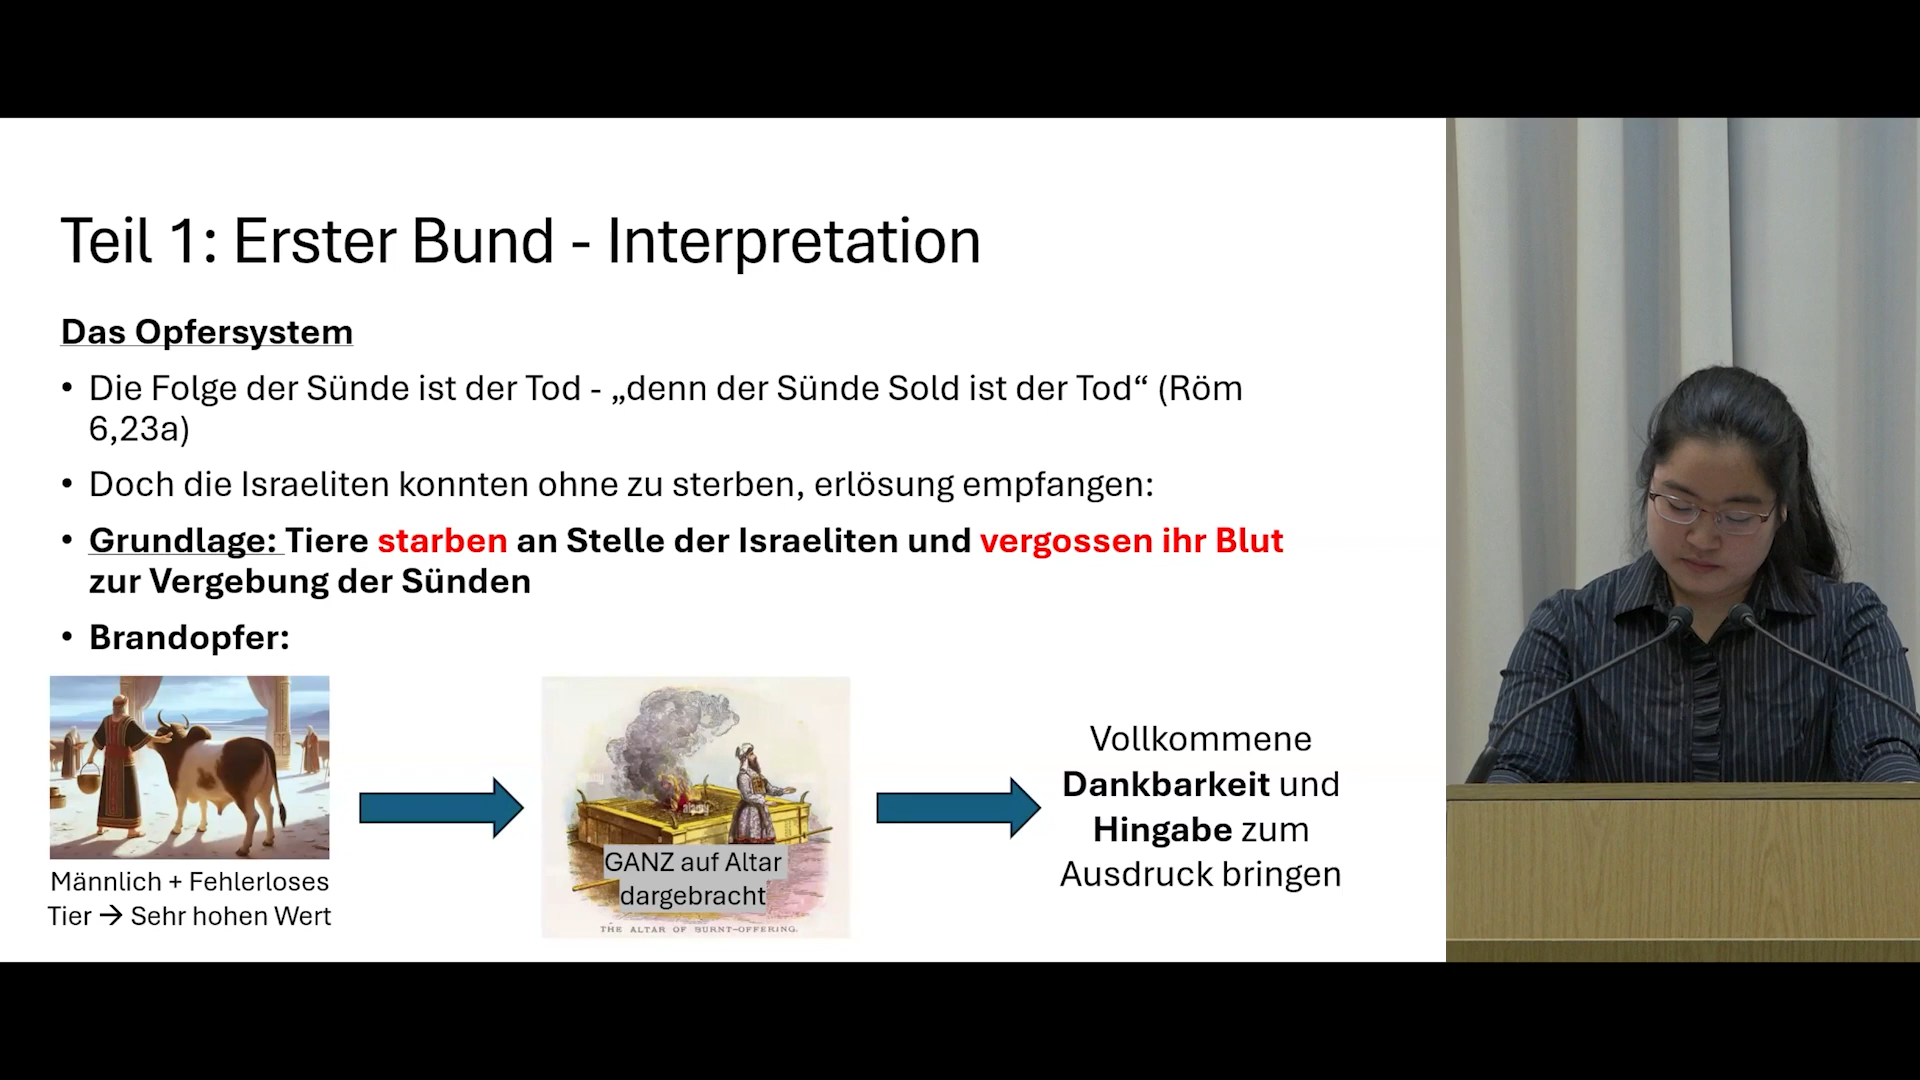 Teil 1: Erster Bund - Interpretation
Das Opfersystem
• Die Folge der Sünde ist der Tod - „denn der Sünde Sold ist der Tod“ (Röm
6,23a)
• Doch die Israeliten konnten ohne zu sterben, erlösung empfangen:
• Grundlage: Tiere starben an Stelle der Israeliten und vergossen ihr Blut
zur Vergebung der Sünden
• Brandopfer:
Männlich + Fehlerloses
Tier → Sehr hohen Wert
GANZ auf Altar
dargebracht
THE ALTAR OF BURNT-OFFERING.
Vollkommene
Dankbarkeit und
Hingabe zum
Ausdruck bringen